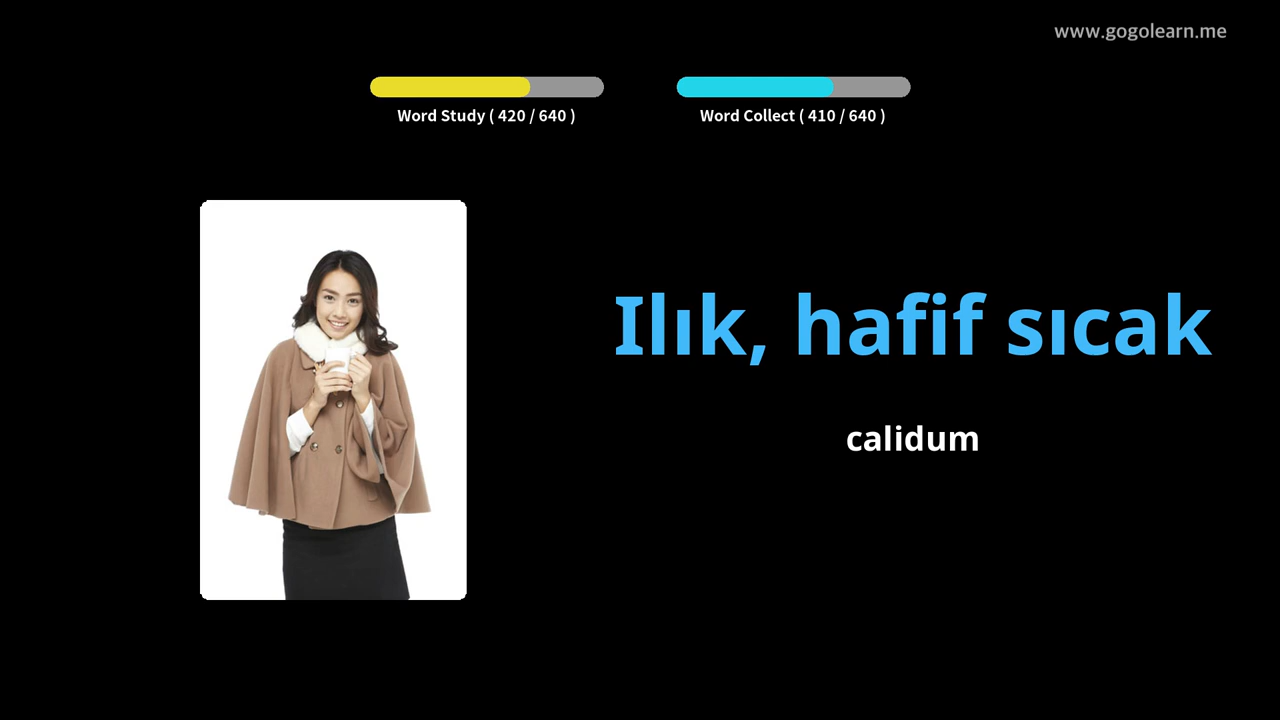 www.gogolearn.me
Word Study ( 420 / 640 )
Word Collect ( 410 / 640 )
Ilık, hafif sıcak
calidum